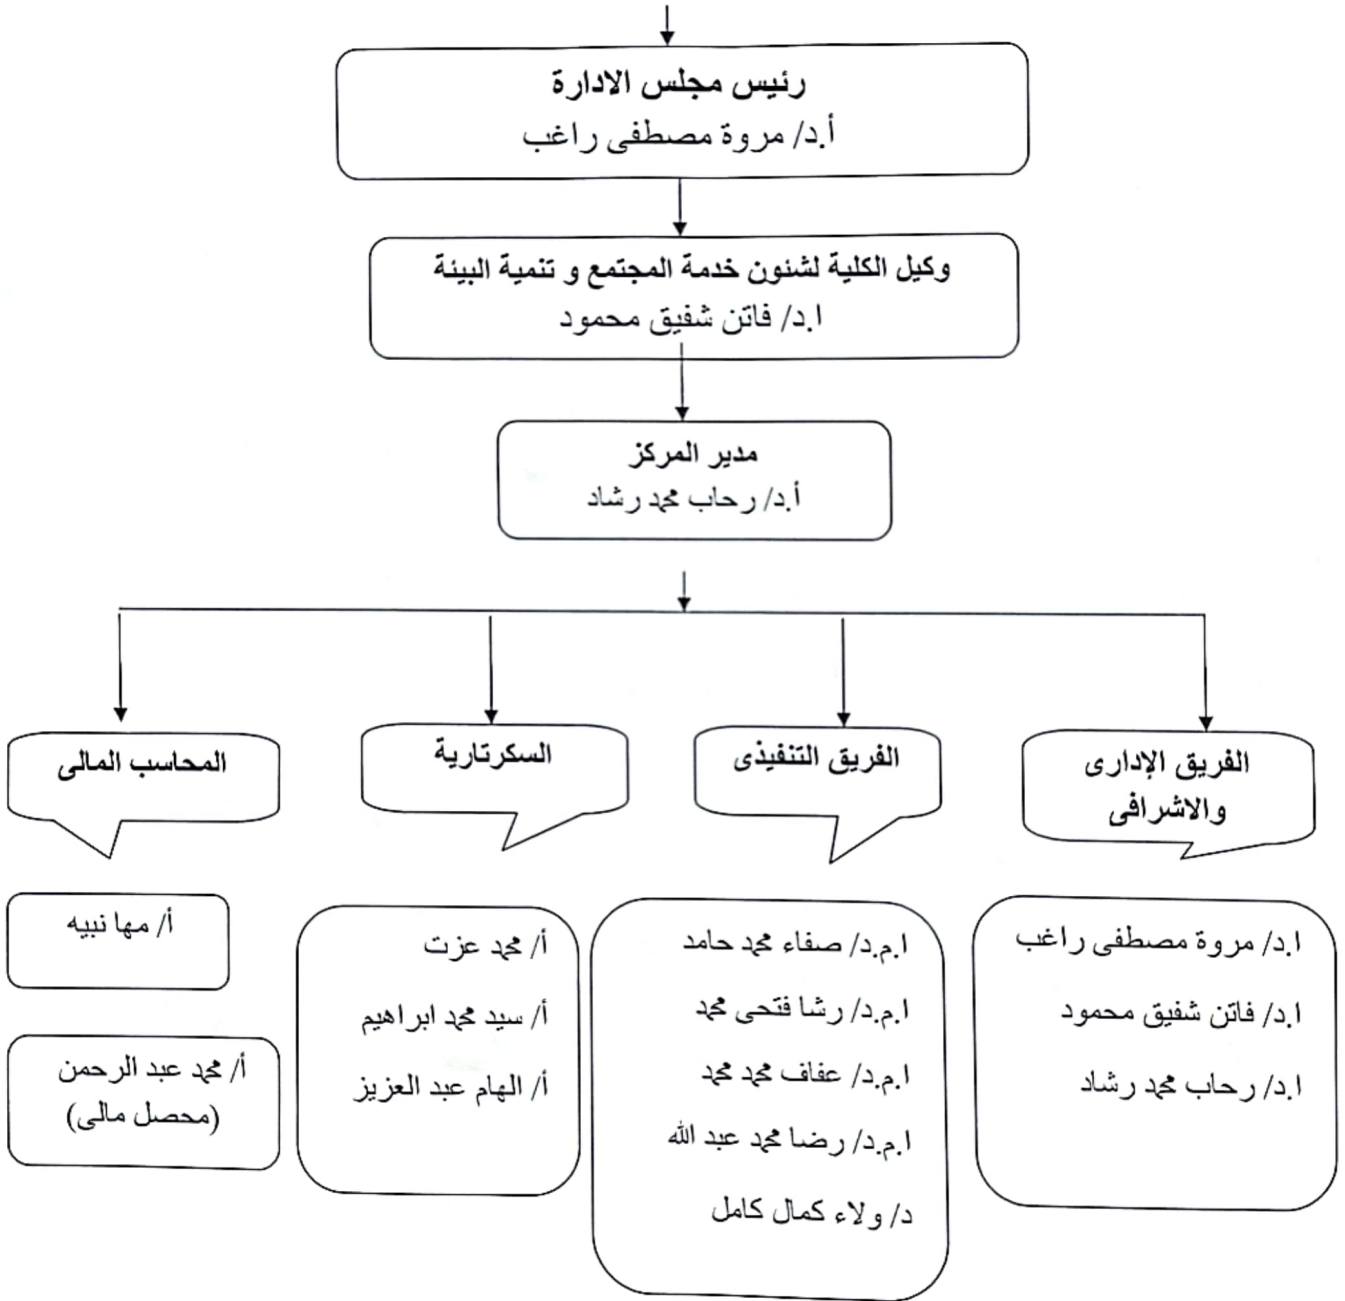 رئيس مجلس الادارة
أ.د/ مروة مصطفى راغب
وكيل الكلية لشئون خدمة المجتمع و تنمية البيئة
ا.د/ فاتن شفيق محمود
مدير المركز
أ.د/ رحاب محمد رشاد
الفريق الإدارى
والاشرافى
ا.د/ مروة مصطفى راغب
ا.د/ فاتن شفيق محمود
ا.د/ رحاب محمد رشاد
الفريق التنفيذى
ا.م.د/ صفاء محمد حامد
ا.م.د/ رشا فتحى محمد
ا.م.د/ عفاف محمد محمد
ا.م.د/ رضا محمد عبد الله
د/ ولاء كمال كامل
السكرتارية
أ/ محمد عزت
أ/ سيد محمد ابراهيم
أ/ الهام عبد العزيز
المحاسب المالى
أ/ مها نبيه
أ/ محمد عبد الرحمن
(محصل مالى)